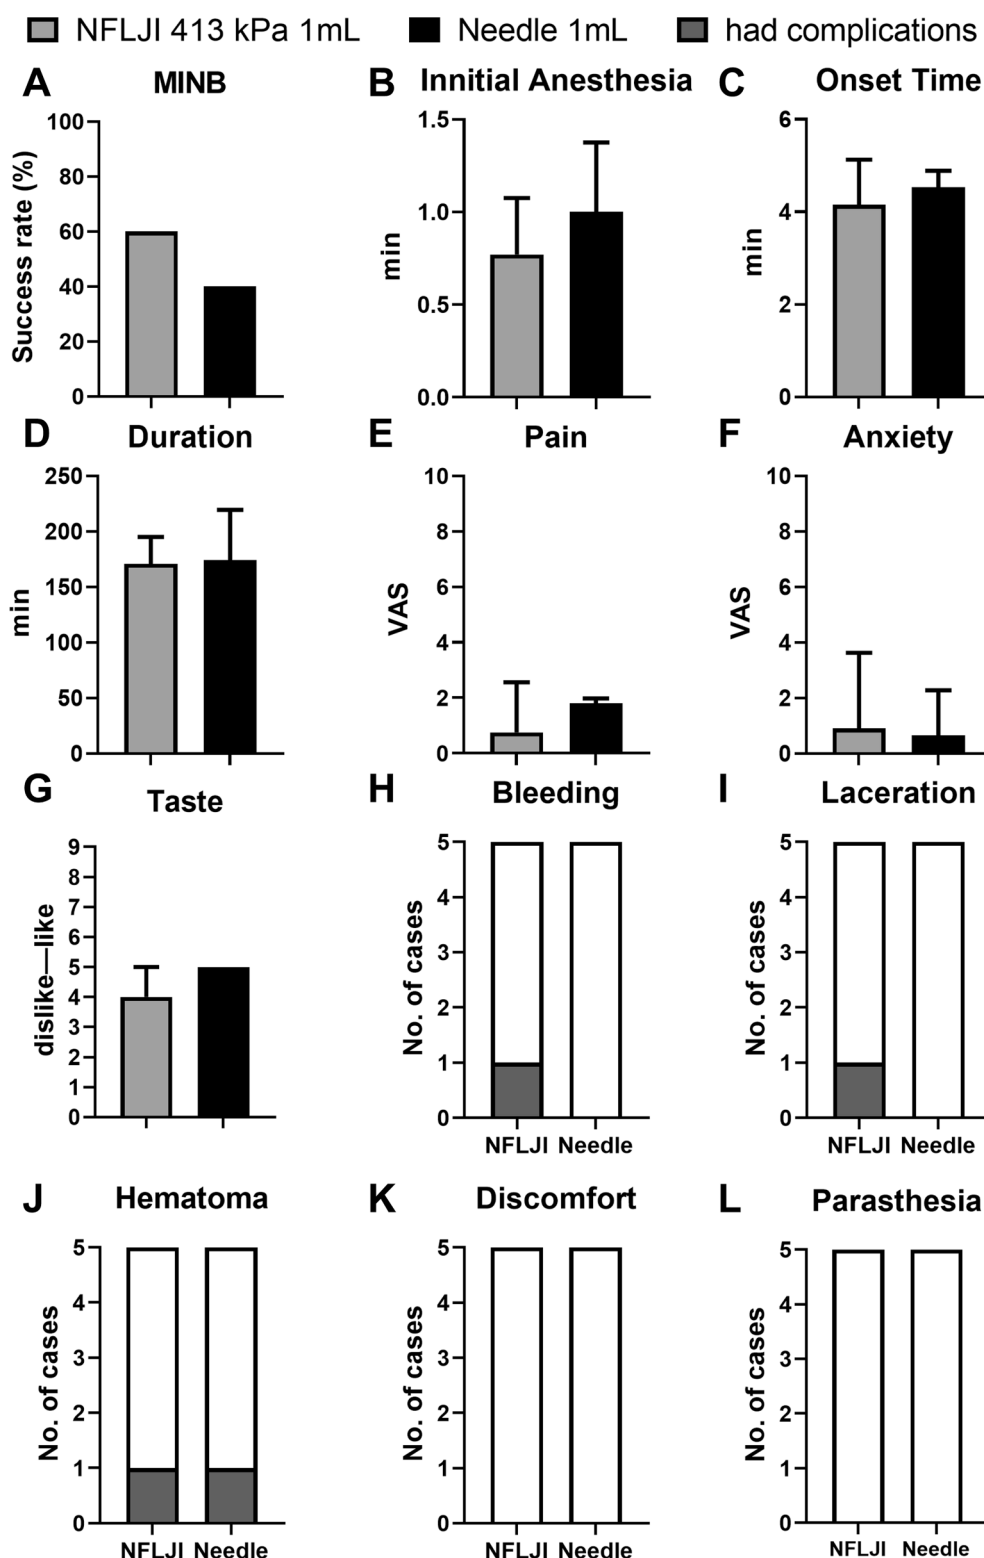 NFLJI 413 kPa 1mL Needle 1mL had complications
A MINB
Success rate (%)
100
80
60
40
20
0
B Innitial Anesthesia
min
1.5
1.0
0.5
0.0
C Onset Time
min
6
4
2
0
D Duration
min
250
200
150
100
50
0
E Pain
VAS
10
8
6
4
2
0
F Anxiety
VAS
10
8
6
4
2
0
G Taste
dislike—like
9
8
7
6
5
4
3
2
1
0
H Bleeding
No. of cases
5
4
3
2
1
0
NFLJI Needle
I Laceration
No. of cases
5
4
3
2
1
0
NFLJI Needle
J Hematoma
No. of cases
5
4
3
2
1
0
NFLJI Needle
K Discomfort
No. of cases
5
4
3
2
1
0
NFLJI Needle
L Parasthesia
No. of cases
5
4
3
2
1
0
NFLJI Needle